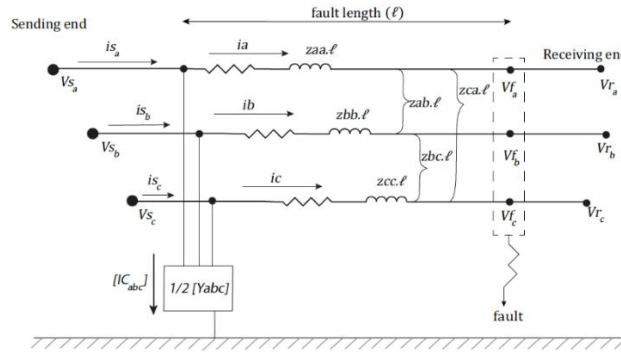 fault length (ℓ)
Sending end
is_a
ia
zaa.ℓ
Receiving end
Vs_a
zab.ℓ
zca.ℓ
Vf_a
Vr_a
is_b
ib
zbb.ℓ
Vs_b
zbc.ℓ
Vf_b
Vr_b
is_c
ic
zcc.ℓ
Vs_c
Vf_c
Vr_c
[IC_abc]
1/2 [Yabc]
fault